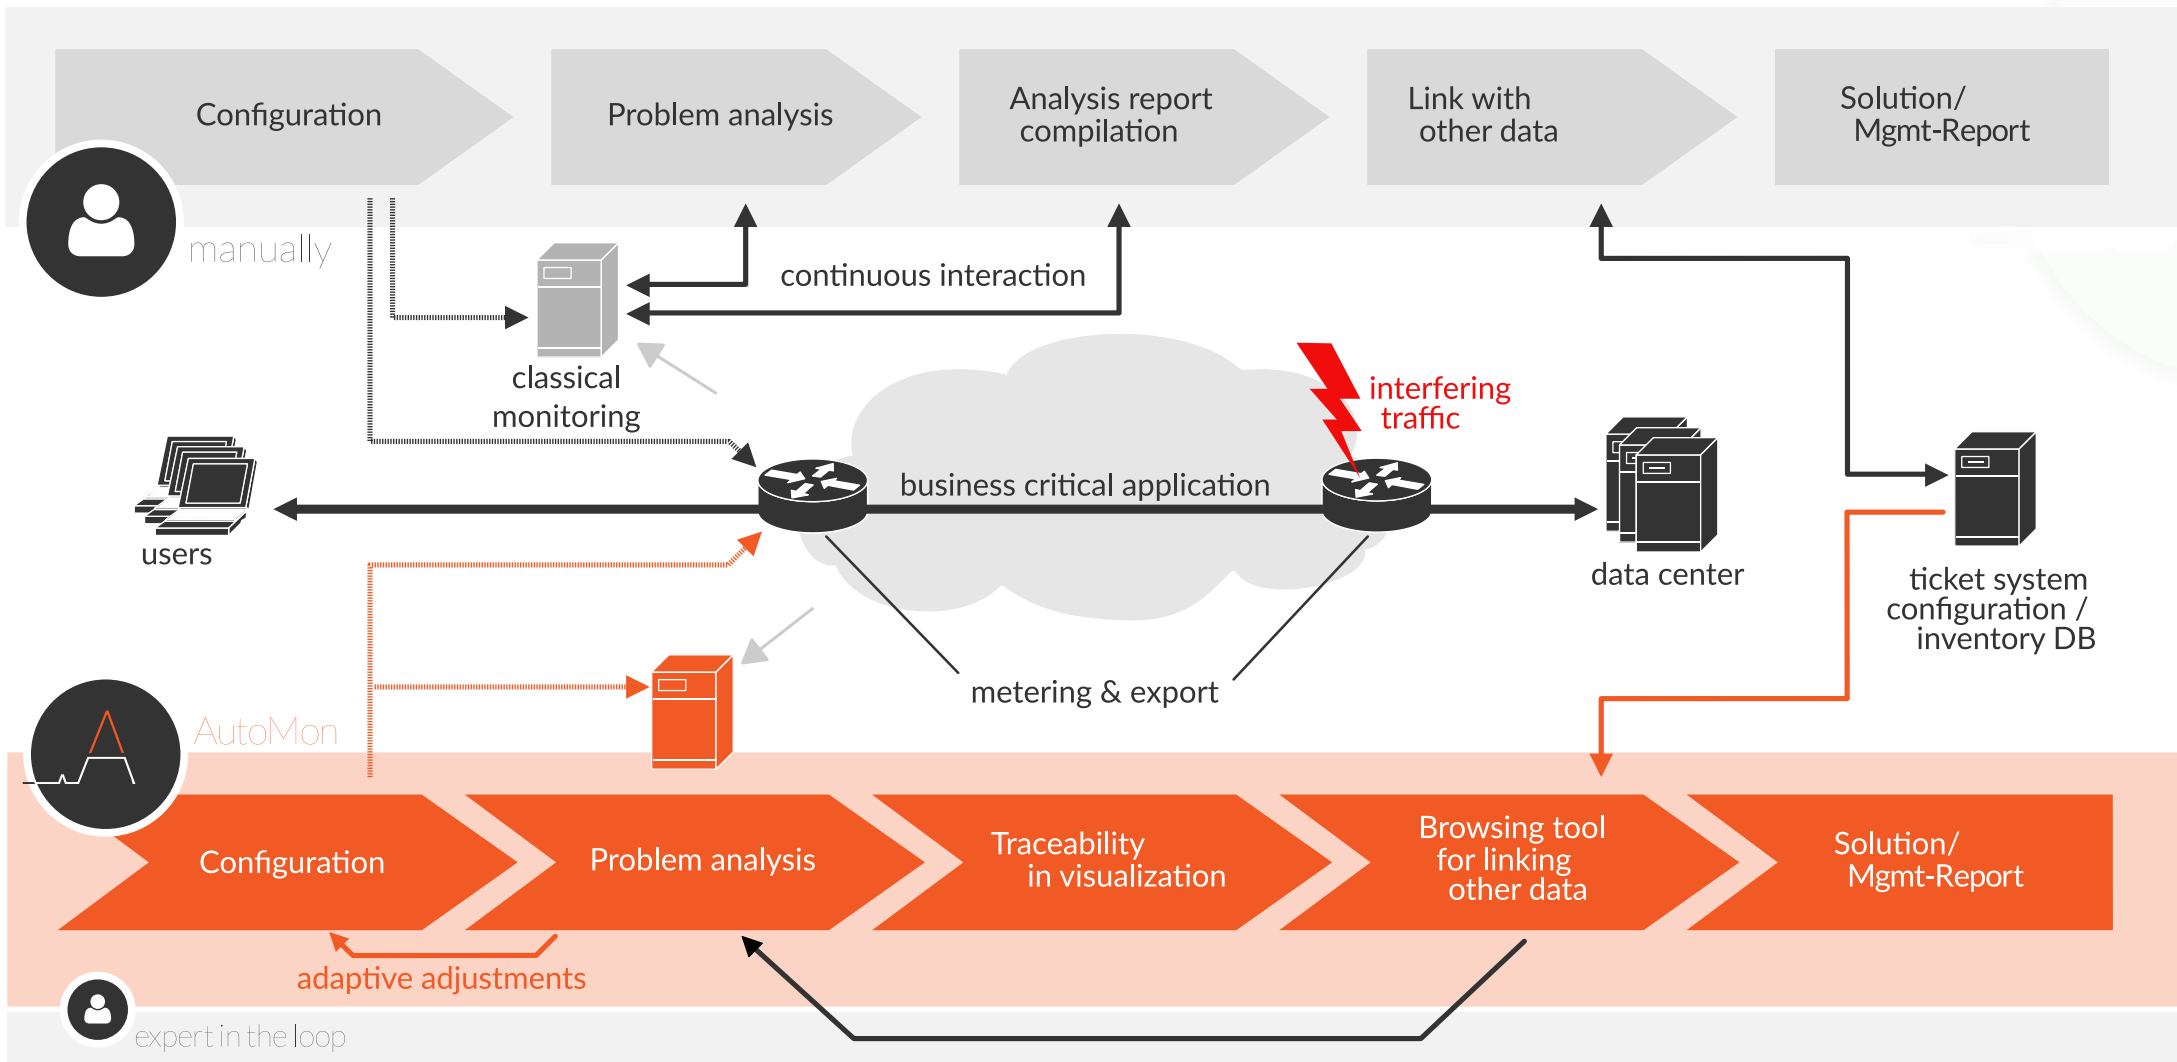 Configuration
Problem analysis
Analysis report
compilation
Link with
other data
Solution/
Mgmt-Report
manually
continuous interaction
classical
monitoring
interfering
traffic
business critical application
users
data center
ticket system
configuration /
inventory DB
metering & export
AutoMon
Configuration
Problem analysis
Traceability
in visualization
Browsing tool
for linking
other data
Solution/
Mgmt-Report
adaptive adjustments
expert in the loop